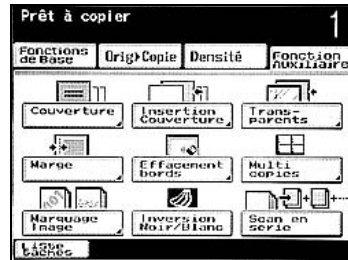 Prêt à copier 1
Fonctions de Base
Orig▸Copie
Densité
Fonction Auxiliaire
Couverture
Insertion Couverture
Trans- parents
Marge
Effacement bords
Multi copies
Marquage Image
Inversion Noir/Blanc
Scan en serie
Liste tâches